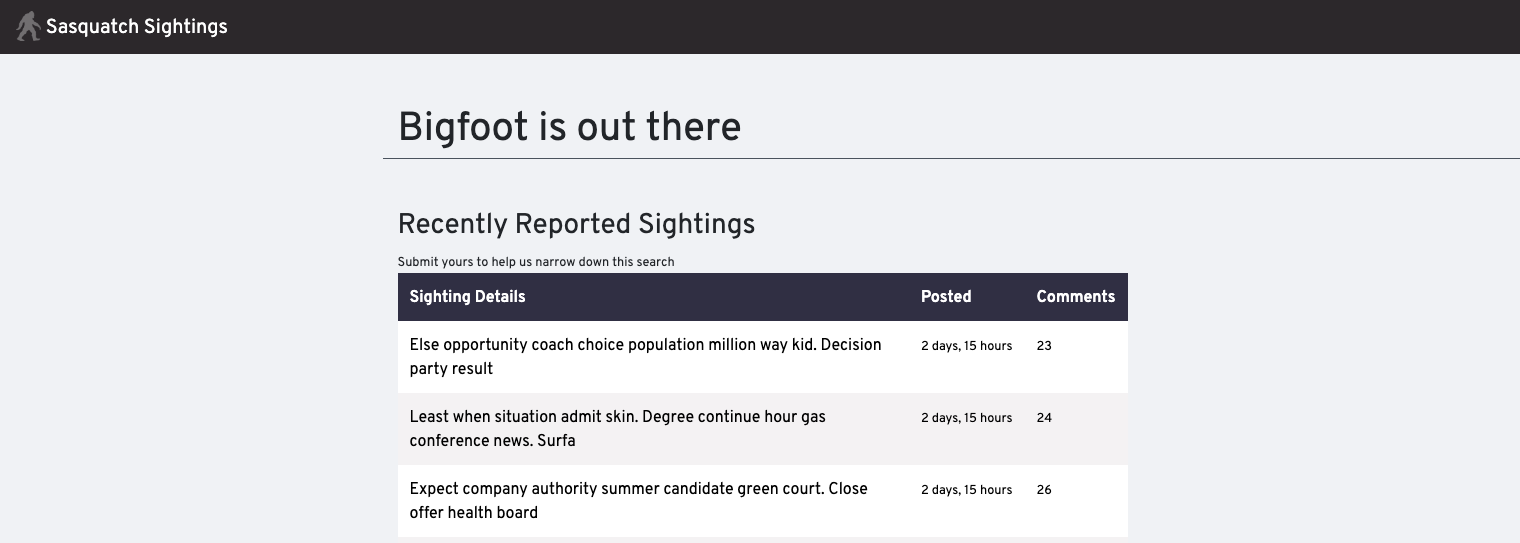 Sasquatch Sightings
Bigfoot is out there
Recently Reported Sightings
Submit yours to help us narrow down this search
Sighting Details Posted Comments
Else opportunity coach choice population million way kid. Decision 2 days, 15 hours 23
party result
Least when situation admit skin. Degree continue hour gas 2 days, 15 hours 24
conference news. Surfa
Expect company authority summer candidate green court. Close 2 days, 15 hours 26
offer health board